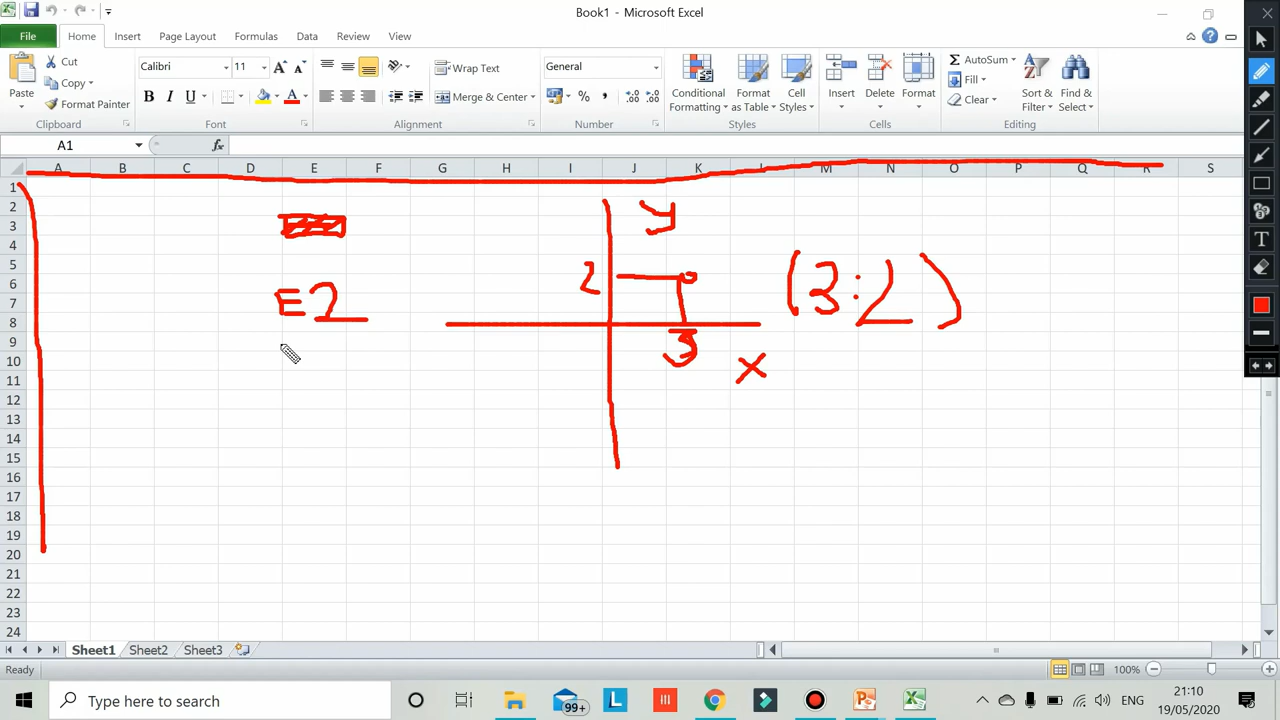 Book1 - Microsoft Excel
File Home Insert Page Layout Formulas Data Review View
Paste Cut Copy Format Painter Clipboard
Calibri 11 B I U A Font
Wrap Text Merge & Center Alignment
General % , Number
Conditional Formatting Format as Table Cell Styles Styles
Insert Delete Format Cells
AutoSum Fill Clear Sort & Filter Find & Select Editing
A1 fx
A B C D E F G H J K L M N O P Q R S
1
2 y
3
4
5
6 2 (3:2)
7 E2
8
9 3
10 x
11
12
13
14
15
16
17
18
19
20
21
22
23
24
Sheet1 Sheet2 Sheet3
Ready 100%
Type here to search 99+ L ENG 21:10
19/05/2020